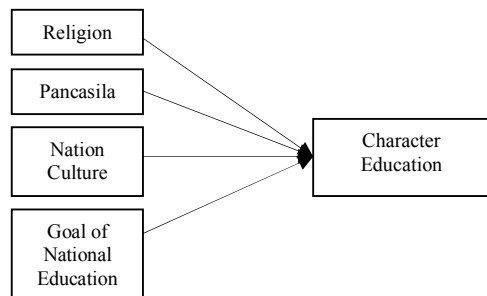 Religion
Pancasila
Nation
Culture
Goal of
National
Education
Character
Education